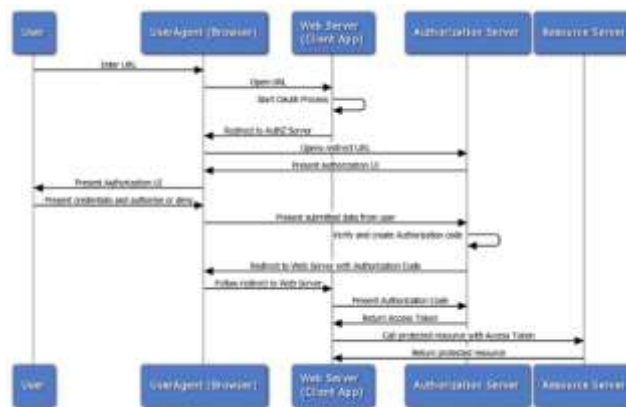 User
UserAgent (Browser)
Web Server
(Client App)
Authorization Server
Resource Server
Enter URL
Open URL
Start OAuth Process
Redirect to AuthZ Server
Opens redirect URL
Present Authorization UI
Present Authorization UI
Present credentials and authorize or deny
Present submitted data from user
Verify and create Authorization code
Redirect to Web Server with Authorization Code
Follow redirect to Web Server
Present Authorization Code
Return Access Token
Call protected resource with Access Token
Return protected resource
User
UserAgent (Browser)
Web Server
(Client App)
Authorization Server
Resource Server